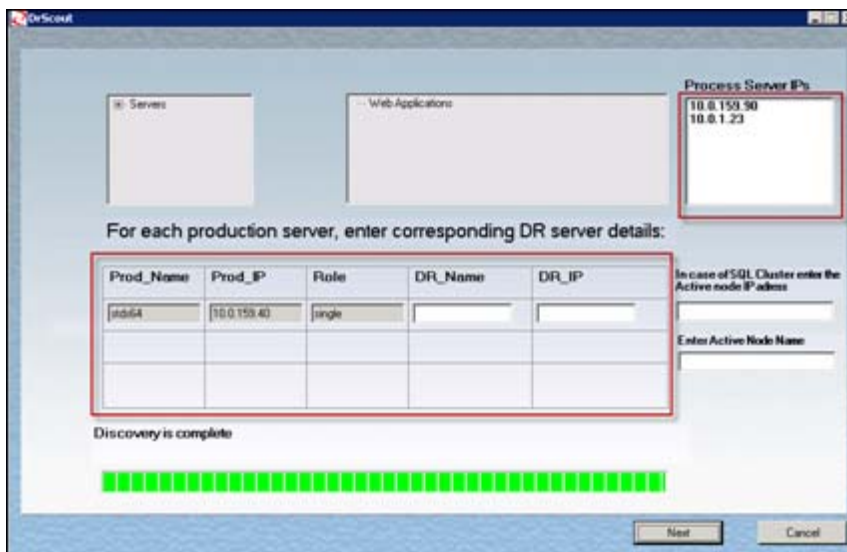 DrScout
Process Server IPs
Servers
Web Applications
10.0.159.90
10.0.1.23
For each production server, enter corresponding DR server details:
Prod_Name Prod_IP Role DR_Name DR_IP
In case of SQL Cluster enter the
Active node IP adress
10.0.159.40 single
Enter Active Node Name
Discovery is complete
Next Cancel